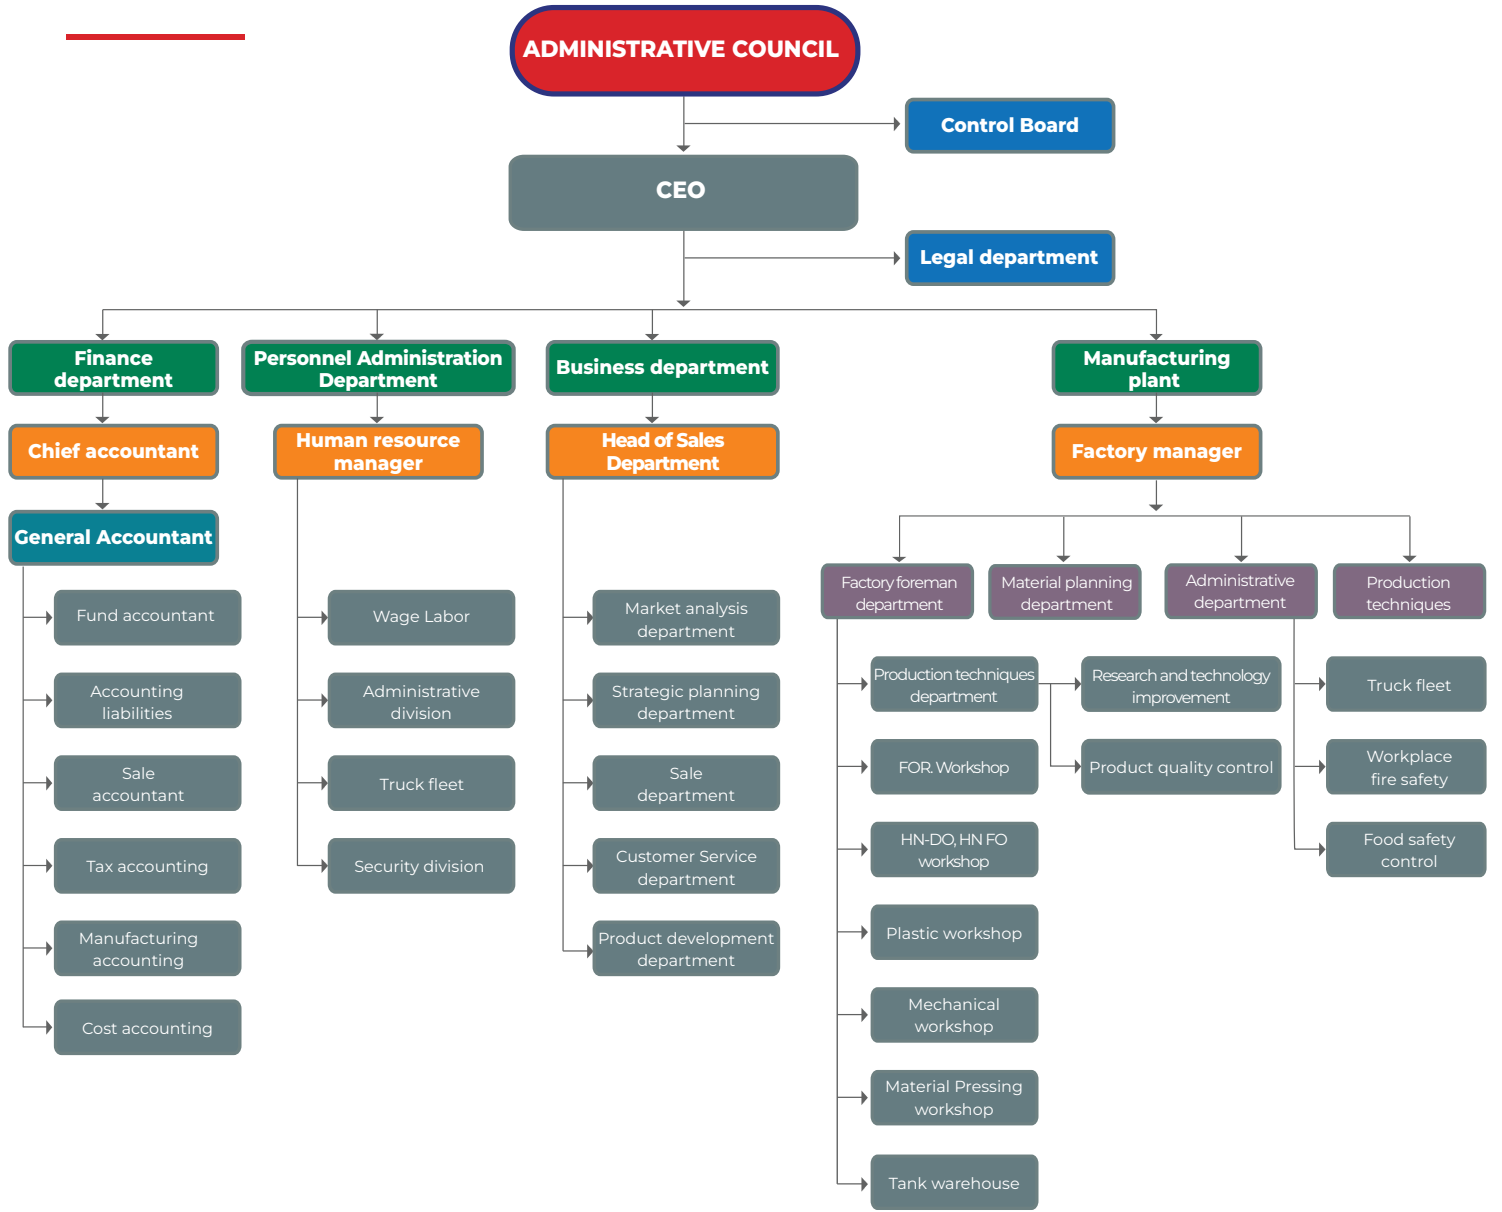 ADMINISTRATIVE COUNCIL
Control Board
CEO
Legal department
Finance
department
Personnel Administration
Department
Business department
Manufacturing
plant
Chief accountant
Human resource
manager
Head of Sales
Department
Factory manager
General Accountant
Factory foreman
department
Material planning
department
Administrative
department
Production
techniques
Fund accountant
Accounting
liabilities
Sale
accountant
Tax accounting
Manufacturing
accounting
Cost accounting
Wage Labor
Administrative
division
Truck fleet
Security division
Market analysis
department
Strategic planning
department
Sale
department
Customer Service
department
Product development
department
Production techniques
department
FOR. Workshop
HN-DO, HN FO
workshop
Plastic workshop
Mechanical
workshop
Material Pressing
workshop
Tank warehouse
Research and technology
improvement
Product quality control
Truck fleet
Workplace
fire safety
Food safety
control